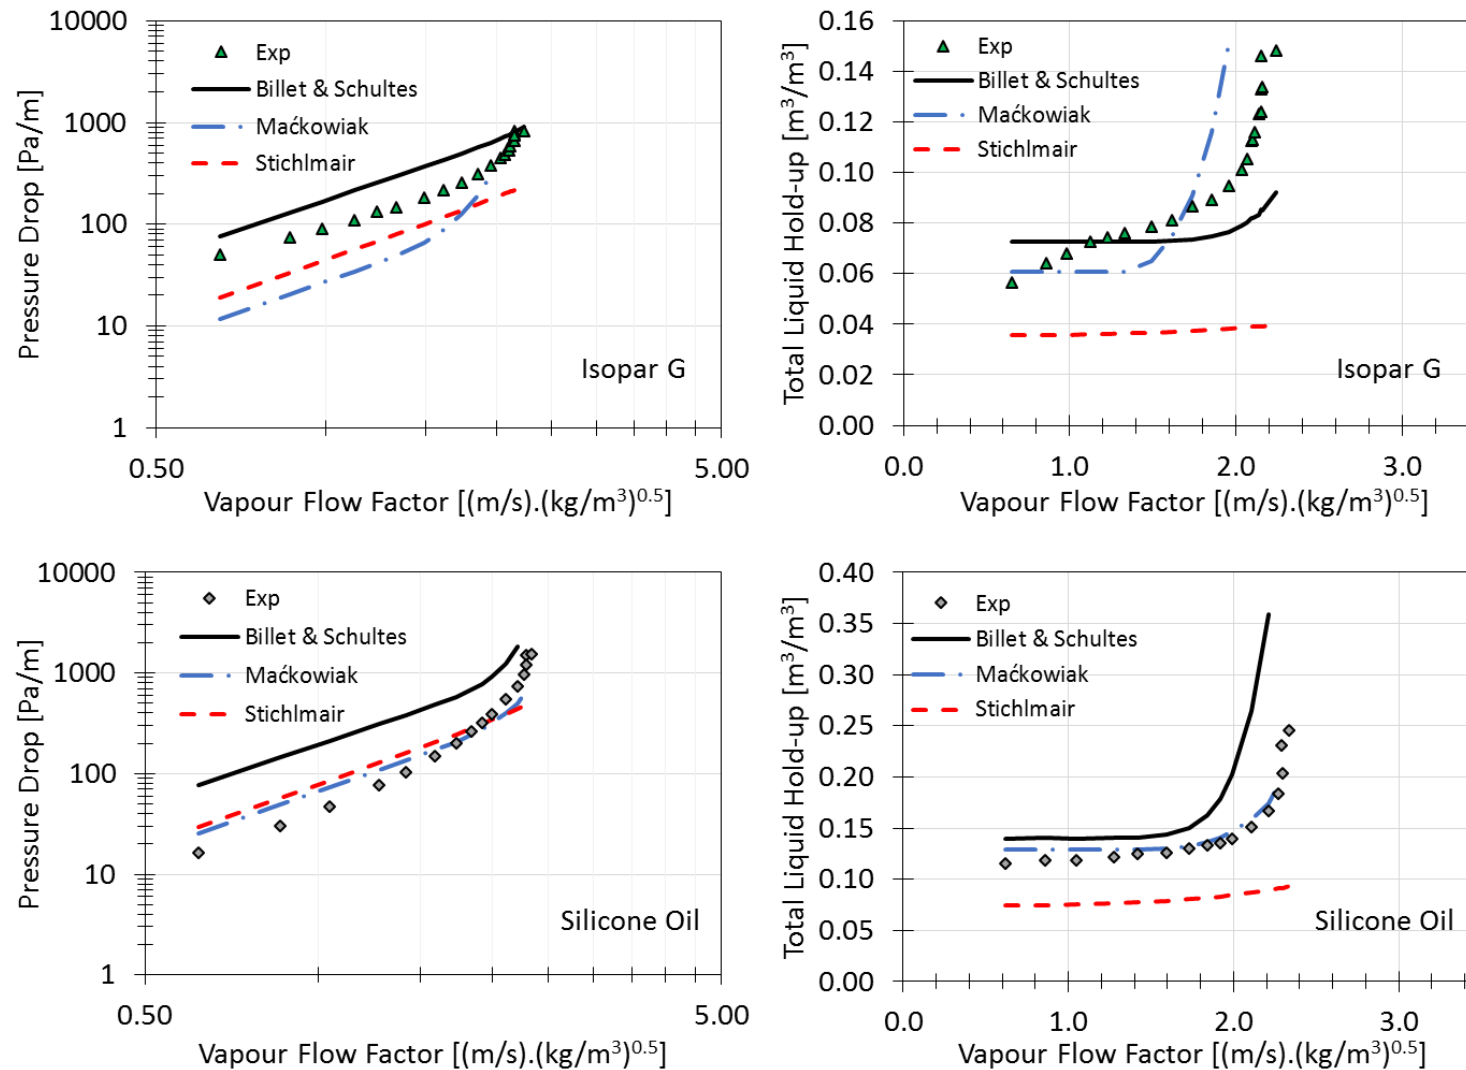 Pressure Drop [Pa/m]
10000
1000
100
10
1
Exp
Billet & Schultes
Maćkowiak
Stichlmair
Isopar G
0.50
5.00
Vapour Flow Factor [(m/s).(kg/m³)⁰·⁵]
Total Liquid Hold-up [m³/m³]
0.16
0.14
0.12
0.10
0.08
0.06
0.04
0.02
0.00
Exp
Billet & Schultes
Maćkowiak
Stichlmair
Isopar G
0.0
1.0
2.0
3.0
Vapour Flow Factor [(m/s).(kg/m³)⁰·⁵]
Pressure Drop [Pa/m]
10000
1000
100
10
1
Exp
Billet & Schultes
Maćkowiak
Stichlmair
Silicone Oil
0.50
5.00
Vapour Flow Factor [(m/s).(kg/m³)⁰·⁵]
Total Liquid Hold-up [m³/m³]
0.40
0.35
0.30
0.25
0.20
0.15
0.10
0.05
0.00
Exp
Billet & Schultes
Maćkowiak
Stichlmair
Silicone Oil
0.0
1.0
2.0
3.0
Vapour Flow Factor [(m/s).(kg/m³)⁰·⁵]